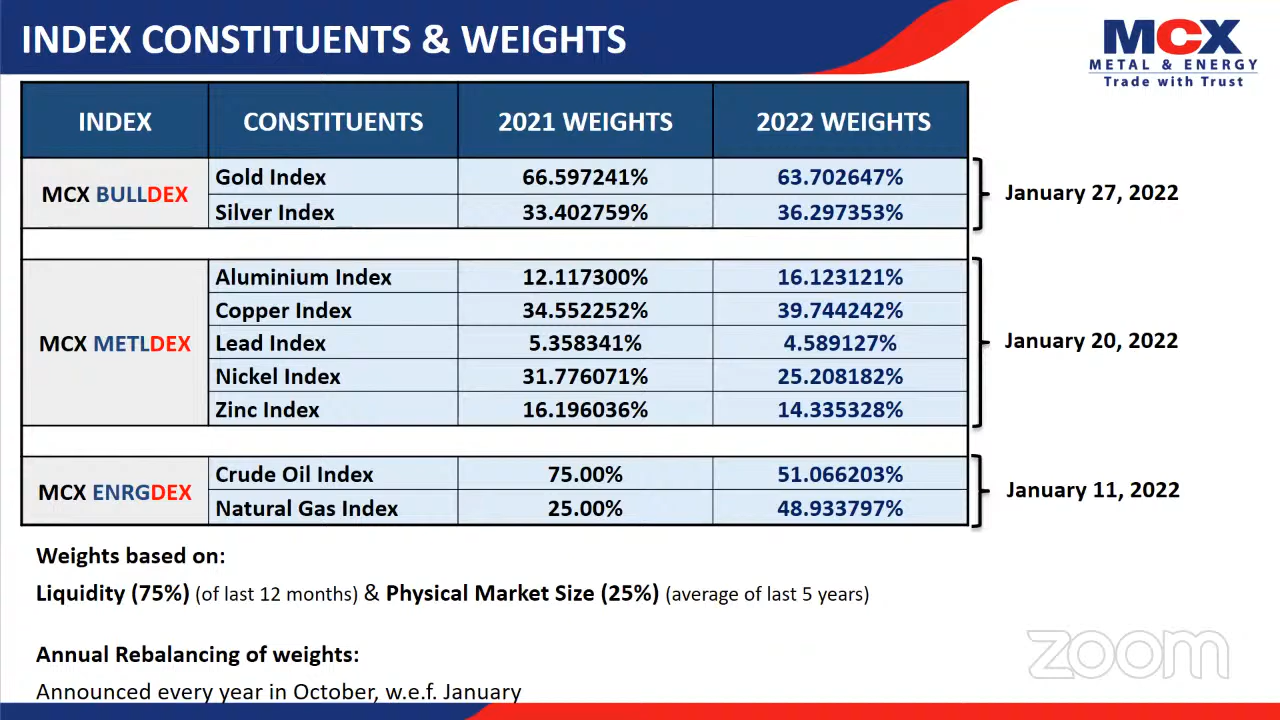 INDEX CONSTITUENTS & WEIGHTS
MCX
METAL & ENERGY
Trade with Trust
INDEX CONSTITUENTS 2021 WEIGHTS 2022 WEIGHTS
MCX BULLDEX
Gold Index 66.597241% 63.702647%
Silver Index 33.402759% 36.297353%
January 27, 2022
MCX METLDEX
Aluminium Index 12.117300% 16.123121%
Copper Index 34.552252% 39.744242%
Lead Index 5.358341% 4.589127%
Nickel Index 31.776071% 25.208182%
Zinc Index 16.196036% 14.335328%
January 20, 2022
MCX ENRGDEX
Crude Oil Index 75.00% 51.066203%
Natural Gas Index 25.00% 48.933797%
January 11, 2022
Weights based on:
Liquidity (75%) (of last 12 months) & Physical Market Size (25%) (average of last 5 years)
Annual Rebalancing of weights:
Announced every year in October, w.e.f. January
zoom